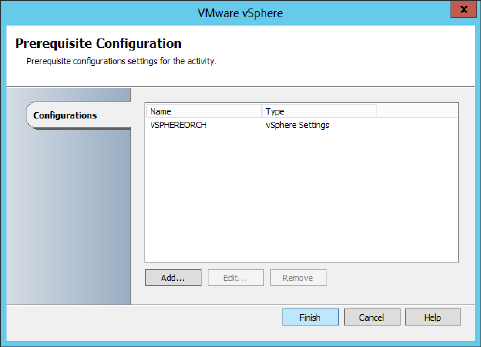 VMware vSphere
x
Prerequisite Configuration
Prerequisite configurations settings for the activity.
Configurations
Name Type
VSPHEREORCH vSphere Settings
Add... Edit... Remove
Finish Cancel Help